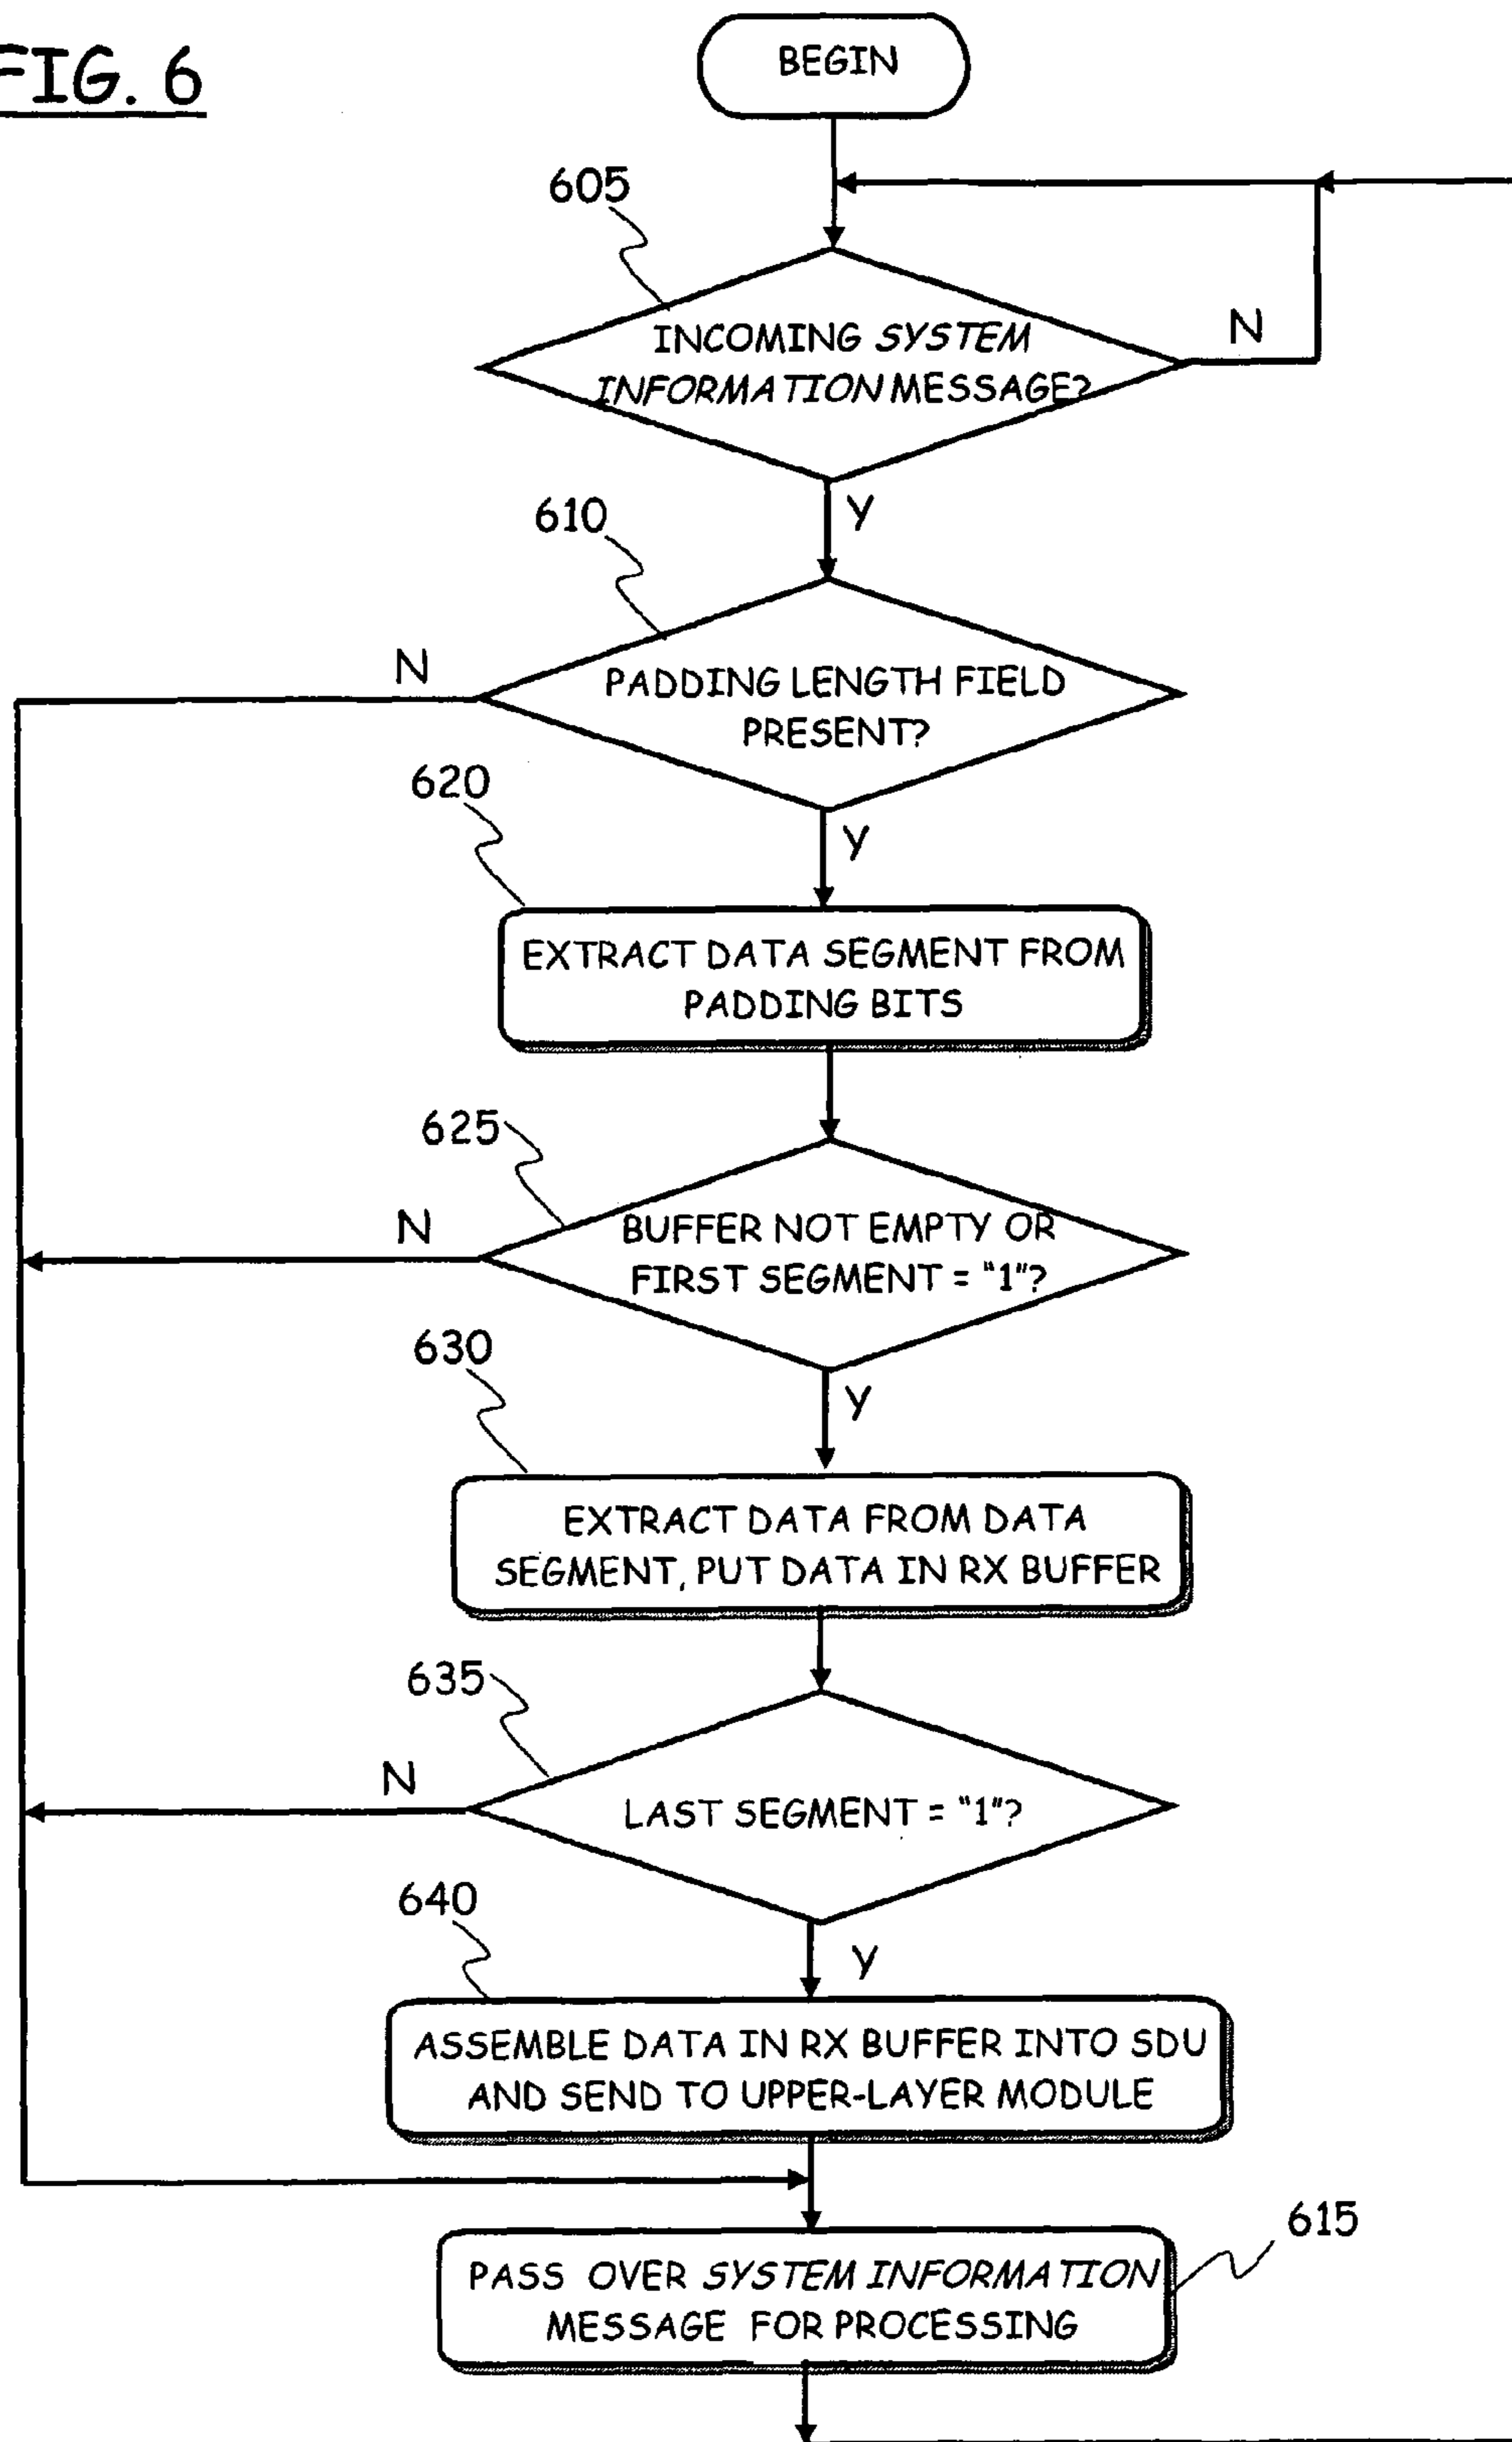 FIG. 6
BEGIN
605
INCOMING SYSTEM
INFORMATION MESSAGE?
N
Y
610
N
PADDING LENGTH FIELD
PRESENT?
Y
620
EXTRACT DATA SEGMENT FROM
PADDING BITS
625
N
BUFFER NOT EMPTY OR
FIRST SEGMENT = "1"?
Y
630
EXTRACT DATA FROM DATA
SEGMENT, PUT DATA IN RX BUFFER
635
N
LAST SEGMENT = "1"?
Y
640
ASSEMBLE DATA IN RX BUFFER INTO SDU
AND SEND TO UPPER-LAYER MODULE
615
PASS OVER SYSTEM INFORMATION
MESSAGE FOR PROCESSING